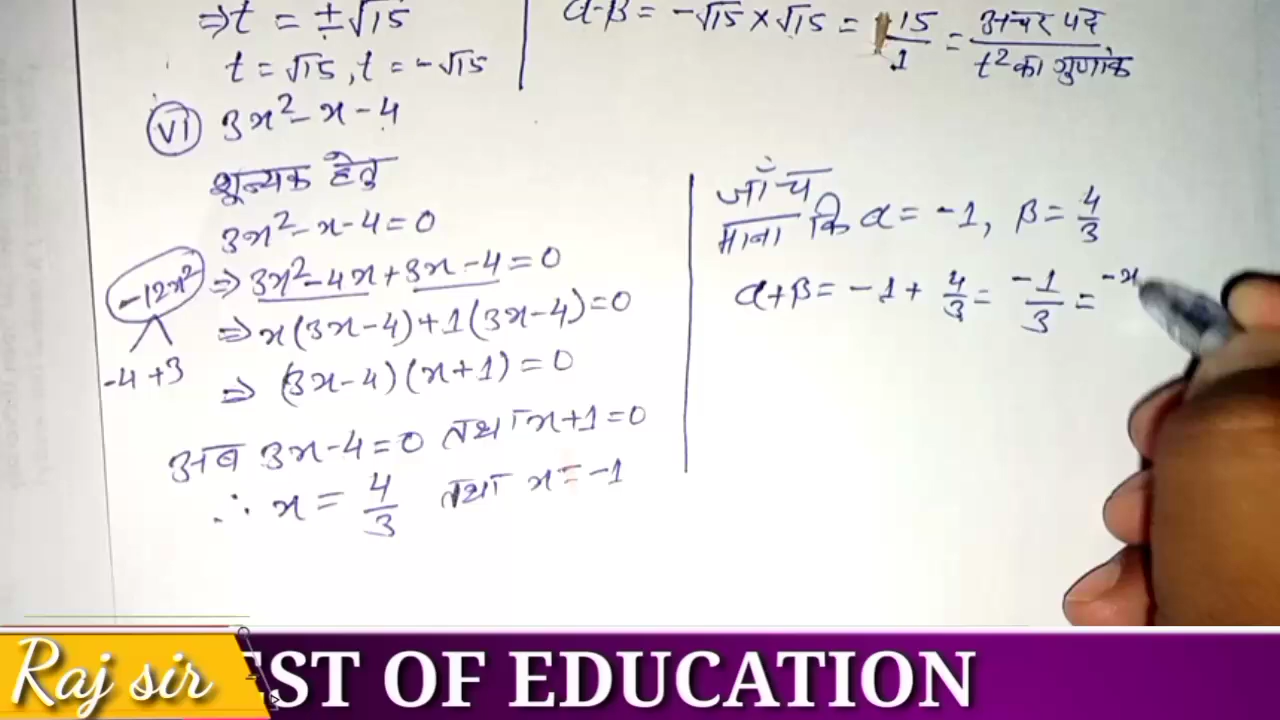 ⇒t = ±√15
t = √15, t = -√15
α·β = -√15 × √15 = 15/1 = अचर पद/t² का गुणांक
(vi) 3x² - x - 4
शून्यक हेतु
3x² - x - 4 = 0
-12x²
-4 +3
⇒ 3x² - 4x + 3x - 4 = 0
⇒ x(3x - 4) + 1(3x - 4) = 0
⇒ (3x - 4)(x + 1) = 0
अब 3x - 4 = 0 तथा x + 1 = 0
∴ x = 4/3 तथा x = -1
जाँच
माना कि α = -1, β = 4/3
α + β = -1 + 4/3 = -1/3 = -x
Raj sir
EST OF EDUCATION